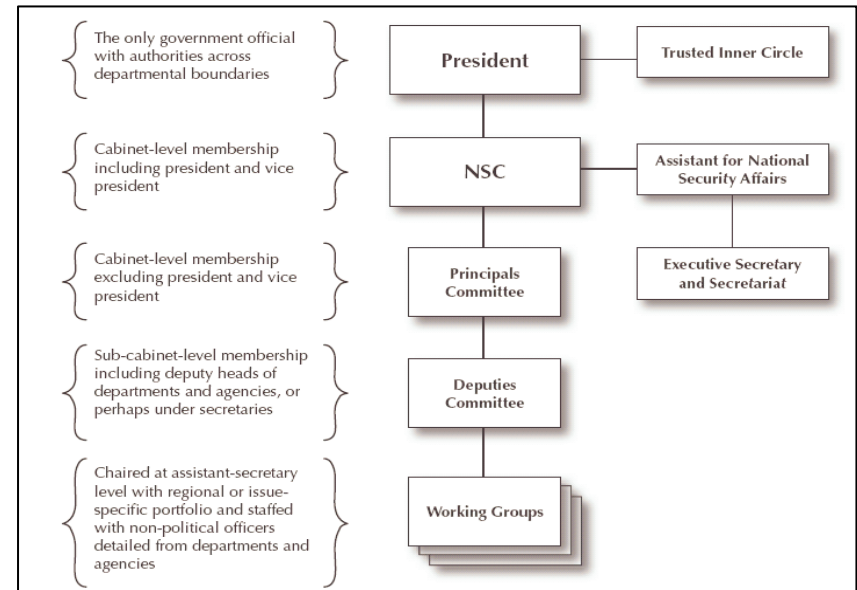 The only government official
with authorities across
departmental boundaries
President
Trusted Inner Circle
Cabinet-level membership
including president and vice
president
NSC
Assistant for National
Security Affairs
Cabinet-level membership
excluding president and vice
president
Principals
Committee
Executive Secretary
and Secretariat
Sub-cabinet-level membership
including deputy heads of
departments and agencies, or
perhaps under secretaries
Deputies
Committee
Chaired at assistant-secretary
level with regional or issue-
specific portfolio and staffed
with non-political officers
detailed from departments and
agencies
Working Groups